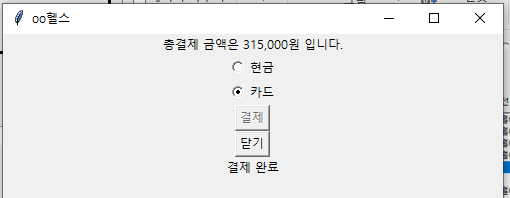 oo헬스
총결제 금액은 315,000원 입니다.
현금
카드
결제
닫기
결제 완료